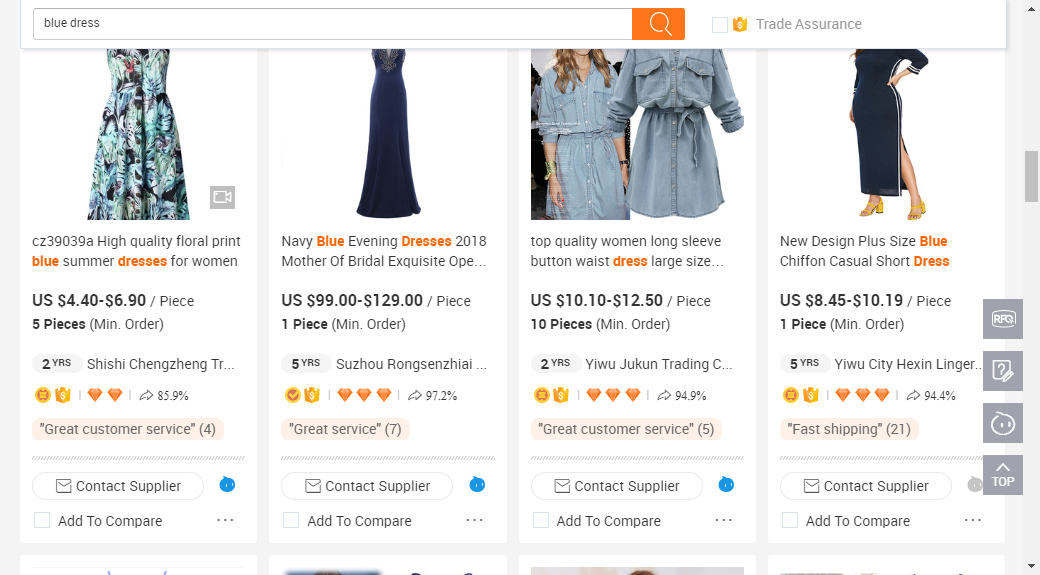 blue dress
Trade Assurance
cz39039a High quality floral print
blue summer dresses for women
US $4.40-$6.90 / Piece
5 Pieces (Min. Order)
2 YRS Shishi Chengzheng Tr...
85.9%
"Great customer service" (4)
Contact Supplier
Add To Compare
Navy Blue Evening Dresses 2018
Mother Of Bridal Exquisite Ope...
US $99.00-$129.00 / Piece
1 Piece (Min. Order)
5 YRS Suzhou Rongsenzhiai ...
97.2%
"Great service" (7)
Contact Supplier
Add To Compare
top quality women long sleeve
button waist dress large size...
US $10.10-$12.50 / Piece
10 Pieces (Min. Order)
2 YRS Yiwu Jukun Trading C...
94.9%
"Great customer service" (5)
Contact Supplier
Add To Compare
New Design Plus Size Blue
Chiffon Casual Short Dress
US $8.45-$10.19 / Piece
1 Piece (Min. Order)
5 YRS Yiwu City Hexin Linger...
94.4%
"Fast shipping" (21)
Contact Supplier
Add To Compare
RFQ
TOP